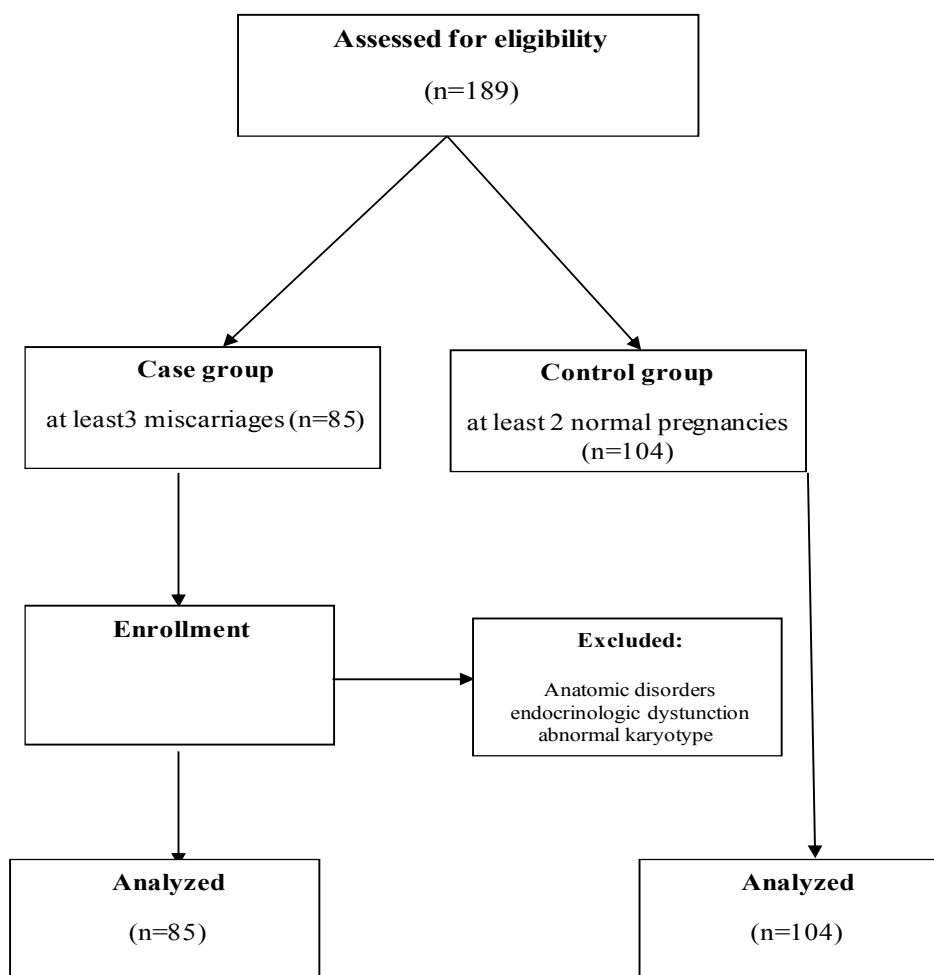 Assessed for eligibility
(n=189)
Case group
at least3 miscarriages (n=85)
Control group
at least 2 normal pregnancies
(n=104)
Enrollment
Excluded:
Anatomic disorders
endocrinologic dystunction
abnormal karyotype
Analyzed
(n=85)
Analyzed
(n=104)